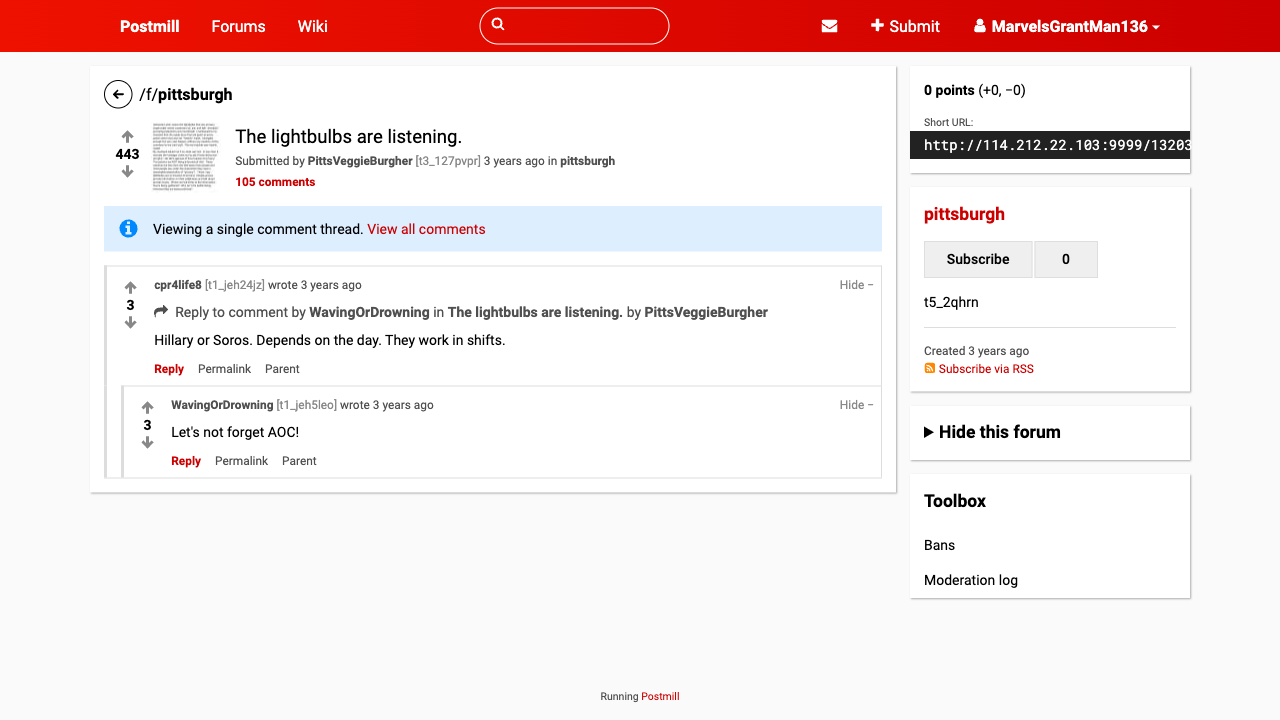 Postmill Forums Wiki Submit MarvelsGrantMan136
/f/pittsburgh
443
The lightbulbs are listening.
Submitted by PittsVeggieBurgher [t3_127pvpr] 3 years ago in pittsburgh
105 comments
Viewing a single comment thread. View all comments
cpr4life8 [t1_jeh24jz] wrote 3 years ago Hide −
3
Reply to comment by WavingOrDrowning in The lightbulbs are listening. by PittsVeggieBurgher
Hillary or Soros. Depends on the day. They work in shifts.
Reply Permalink Parent
WavingOrDrowning [t1_jeh5leo] wrote 3 years ago Hide −
3
Let's not forget AOC!
Reply Permalink Parent
0 points (+0, −0)
Short URL:
http://114.212.22.103:9999/13203
pittsburgh
Subscribe 0
t5_2qhrn
Created 3 years ago
Subscribe via RSS
Hide this forum
Toolbox
Bans
Moderation log
Running Postmill